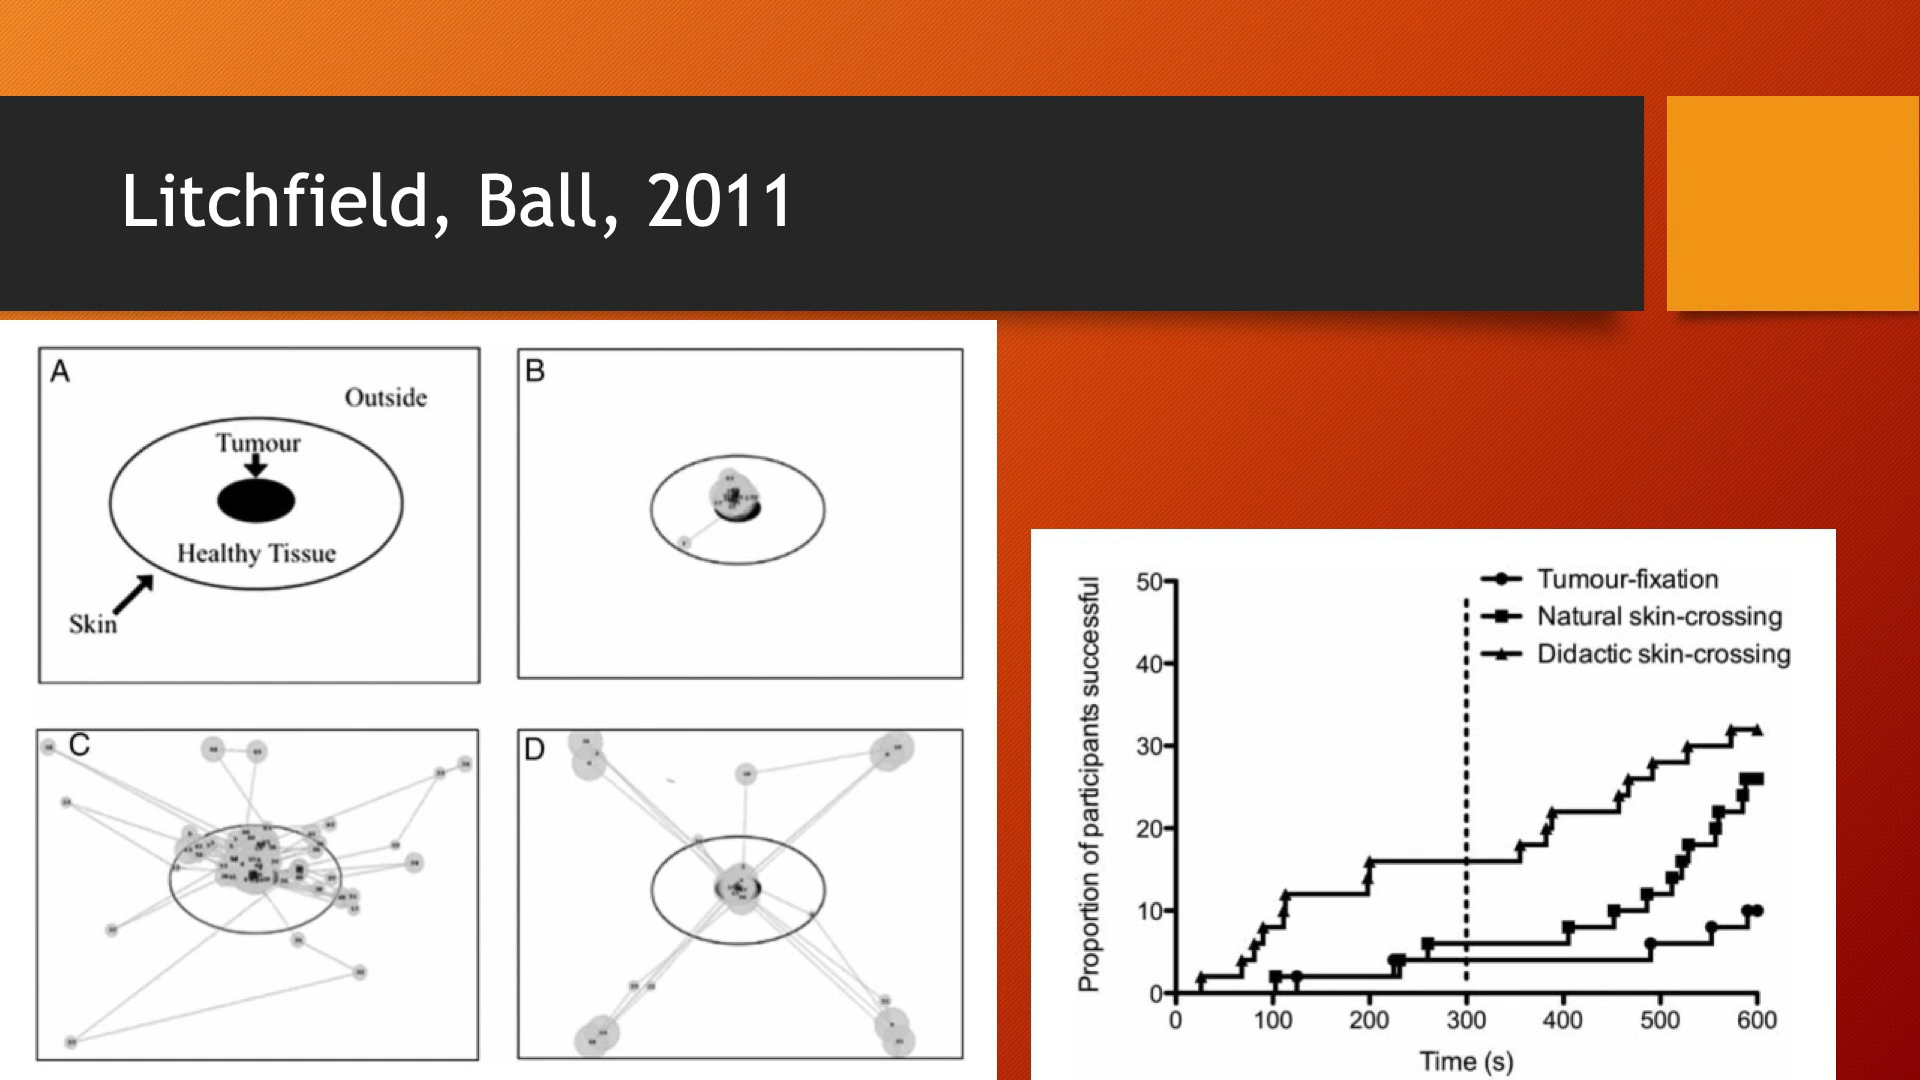 Litchfield, Ball, 2011
A
Outside
Tumour
Healthy Tissue
Skin
B
C
D
Proportion of participants successful
50
40
30
20
10
0
0 100 200 300 400 500 600
Time (s)
Tumour-fixation
Natural skin-crossing
Didactic skin-crossing